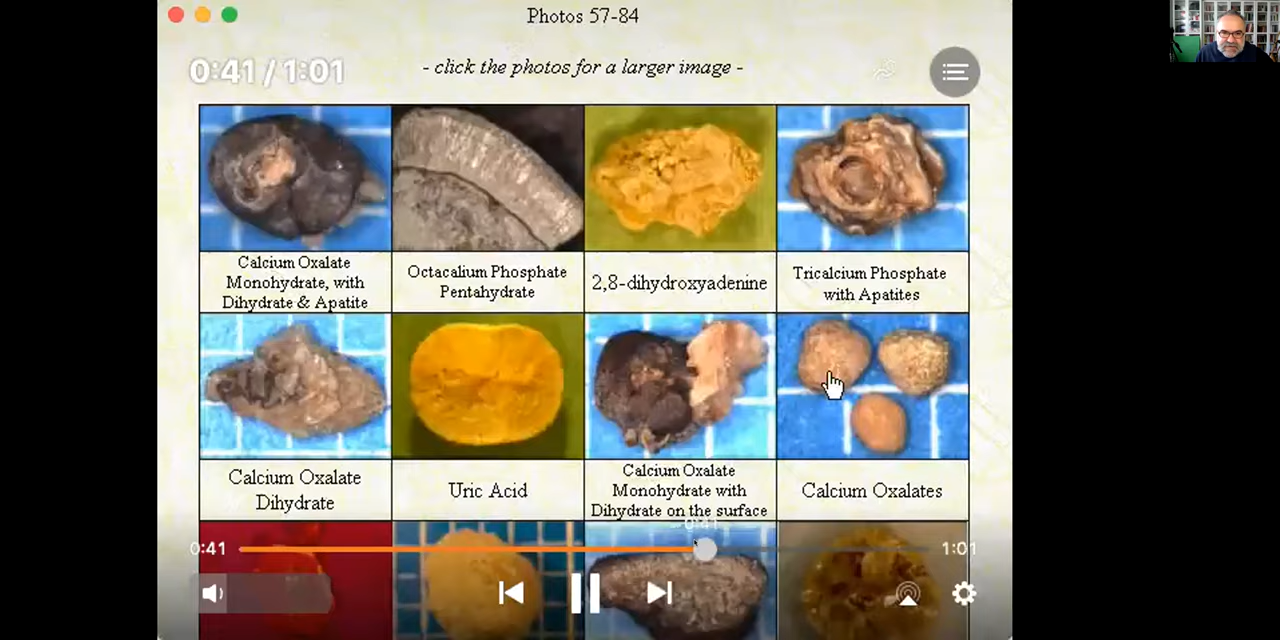 Photos 57-84
0:41 / 1:01
- click the photos for a larger image -
Calcium Oxalate
Monohydrate, with
Dihydrate & Apatite
Octacalium Phosphate
Pentahydrate
2,8-dihydroxyadenine
Tricalcium Phosphate
with Apatites
Calcium Oxalate
Dihydrate
Uric Acid
Calcium Oxalate
Monohydrate with
Dihydrate on the surface
Calcium Oxalates
0:41
0:41
1:01